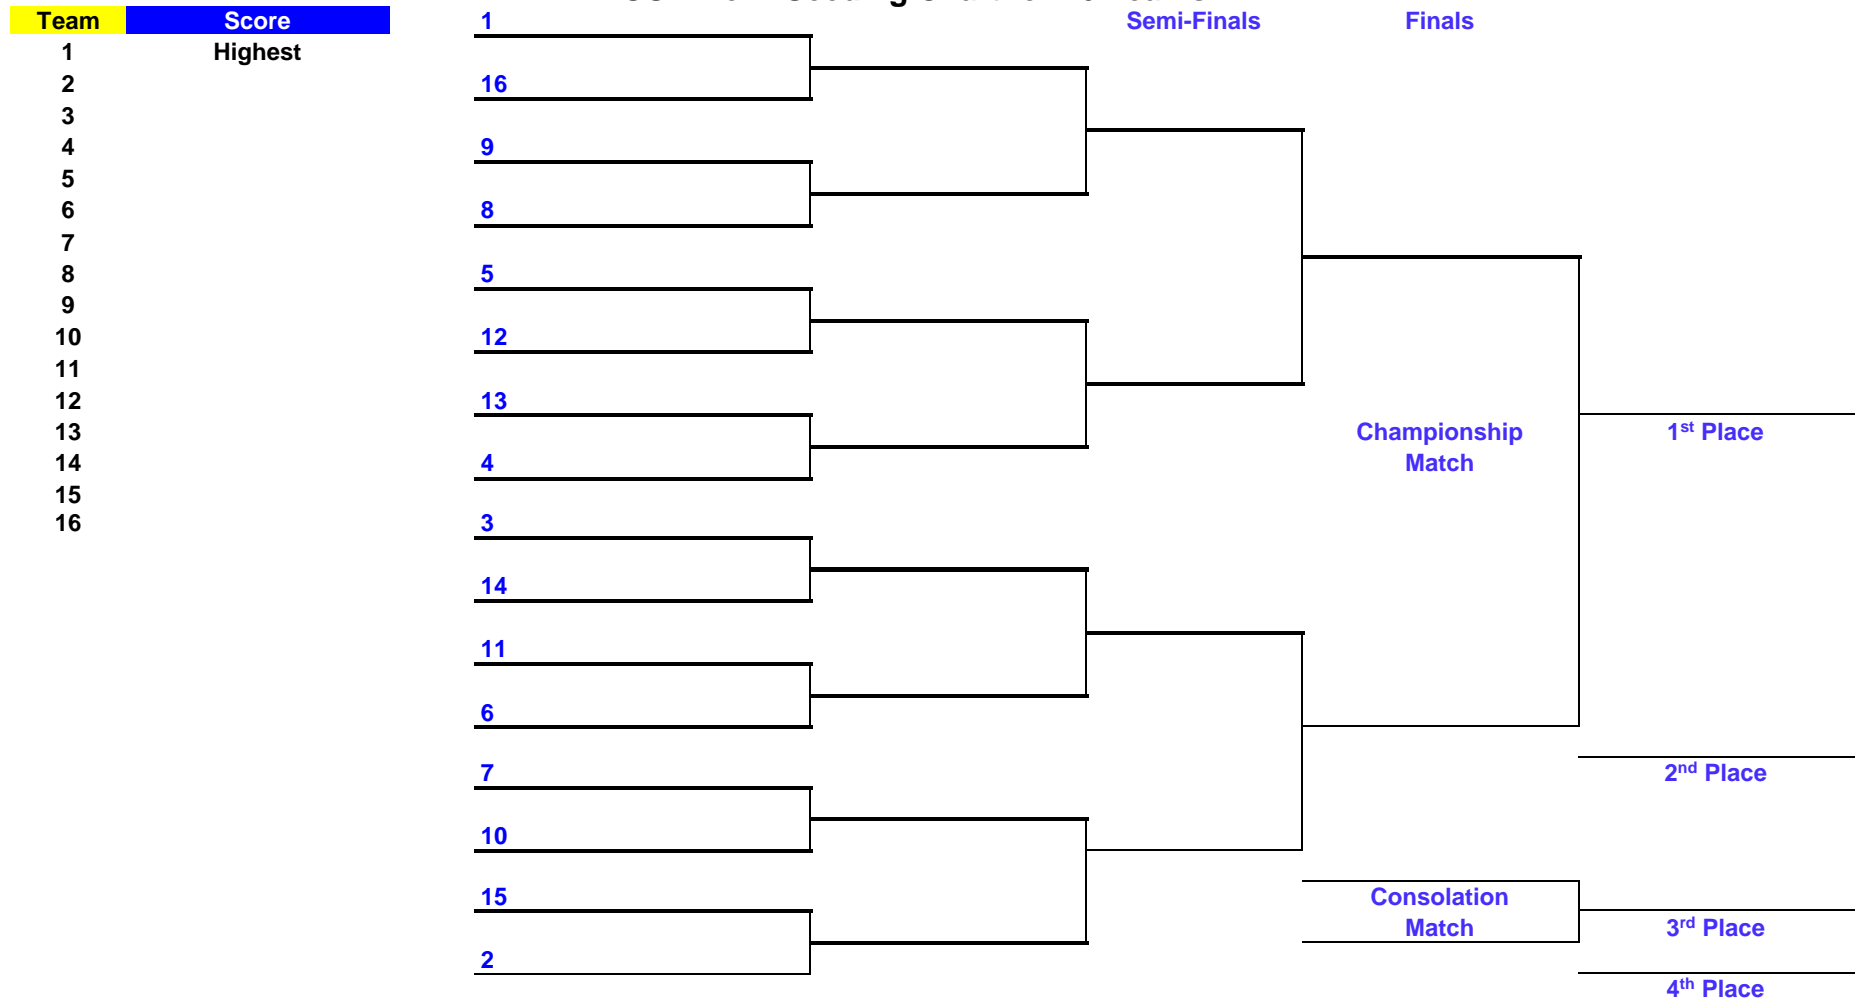 Team Score
1 Highest
2
3
4
5
6
7
8
9
10
11
12
13
14
15
16
1
16
9
8
5
12
13
4
3
14
11
6
7
10
15
2
Semi-Finals
Finals
Championship
Match
1st Place
2nd Place
Consolation
Match
3rd Place
4th Place